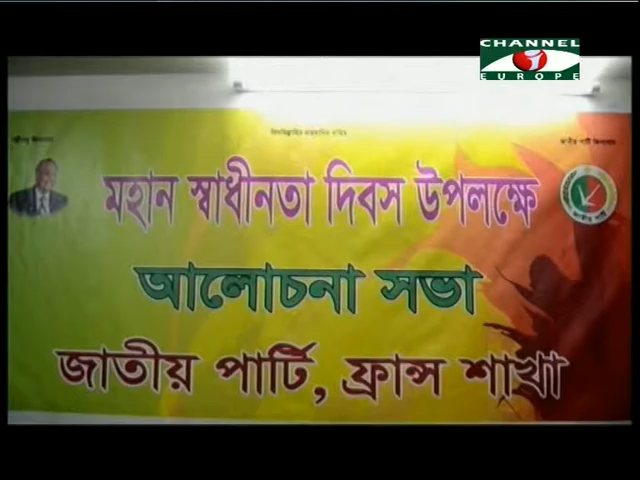 CHANNEL i
EUROPE
মহান স্বাধীনতা দিবস উপলক্ষে
আলোচনা সভা
জাতীয় পার্টি, ফ্রান্স শাখা